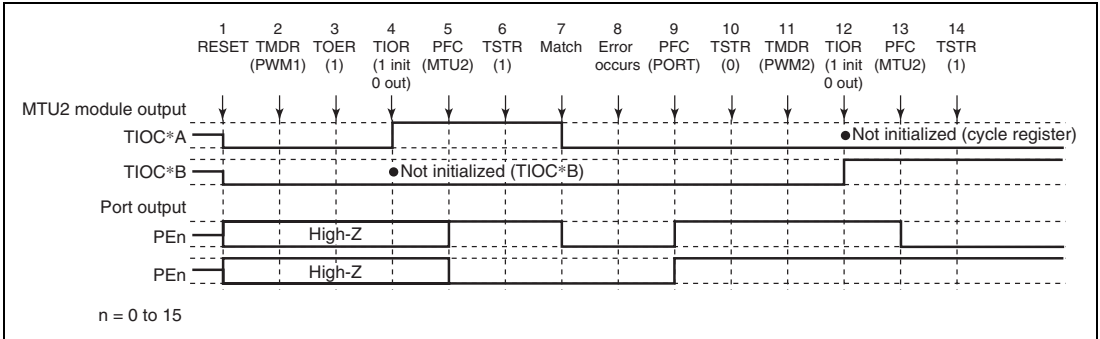 1 2 3 4 5 6 7 8 9 10 11 12 13 14
RESET TMDR TOER TIOR PFC TSTR Match Error PFC TSTR TMDR TIOR PFC TSTR
(PWM1) (1) (1 init (MTU2) (1) occurs (PORT) (0) (PWM2) (1 init (MTU2) (1)
0 out) 0 out)
MTU2 module output
TIOC*A ●Not initialized (cycle register)
TIOC*B ●Not initialized (TIOC*B)
Port output
PEn High-Z
PEn High-Z
n = 0 to 15